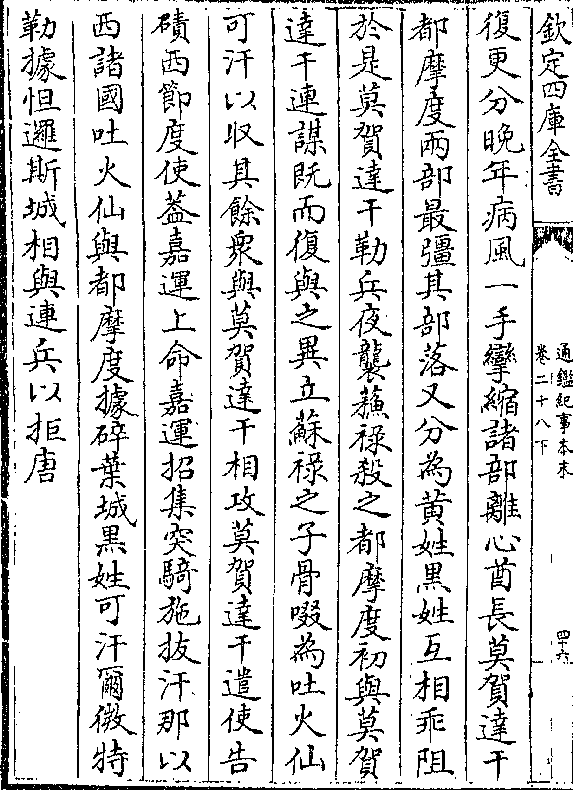 欽定四庫全書
通鑑紀事本末
卷二十八下
四十六
復更分晚年病風一手攣縮諸部離心酋長莫賀達干
都摩度兩部最彊其部落又分為黃姓黑姓互相乖阻
於是莫賀達干勒兵夜襲蘇祿殺之都摩度初與莫賀
達干連謀既而復與之異立蘇祿之子骨啜為吐火仙
可汗以收其餘衆與莫賀達干相攻莫賀達干遣使告
磧西節度使葢嘉運上命嘉運招集突騎施拔汗那以
西諸國吐火仙與都摩度據碎葉城黑姓可汗爾微特
勒據怛邏斯城相與連兵以拒唐